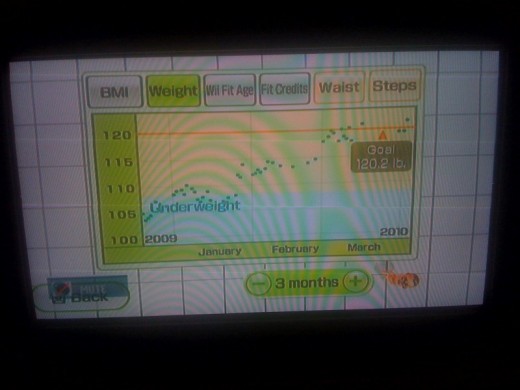 BMI Weight Wii Fit Age Fit Credits Waist Steps
120
Goal
120.2 lb.
115
110
Underweight
105
100 2009 2010
January February March
MUTE
Back
− 3 months +